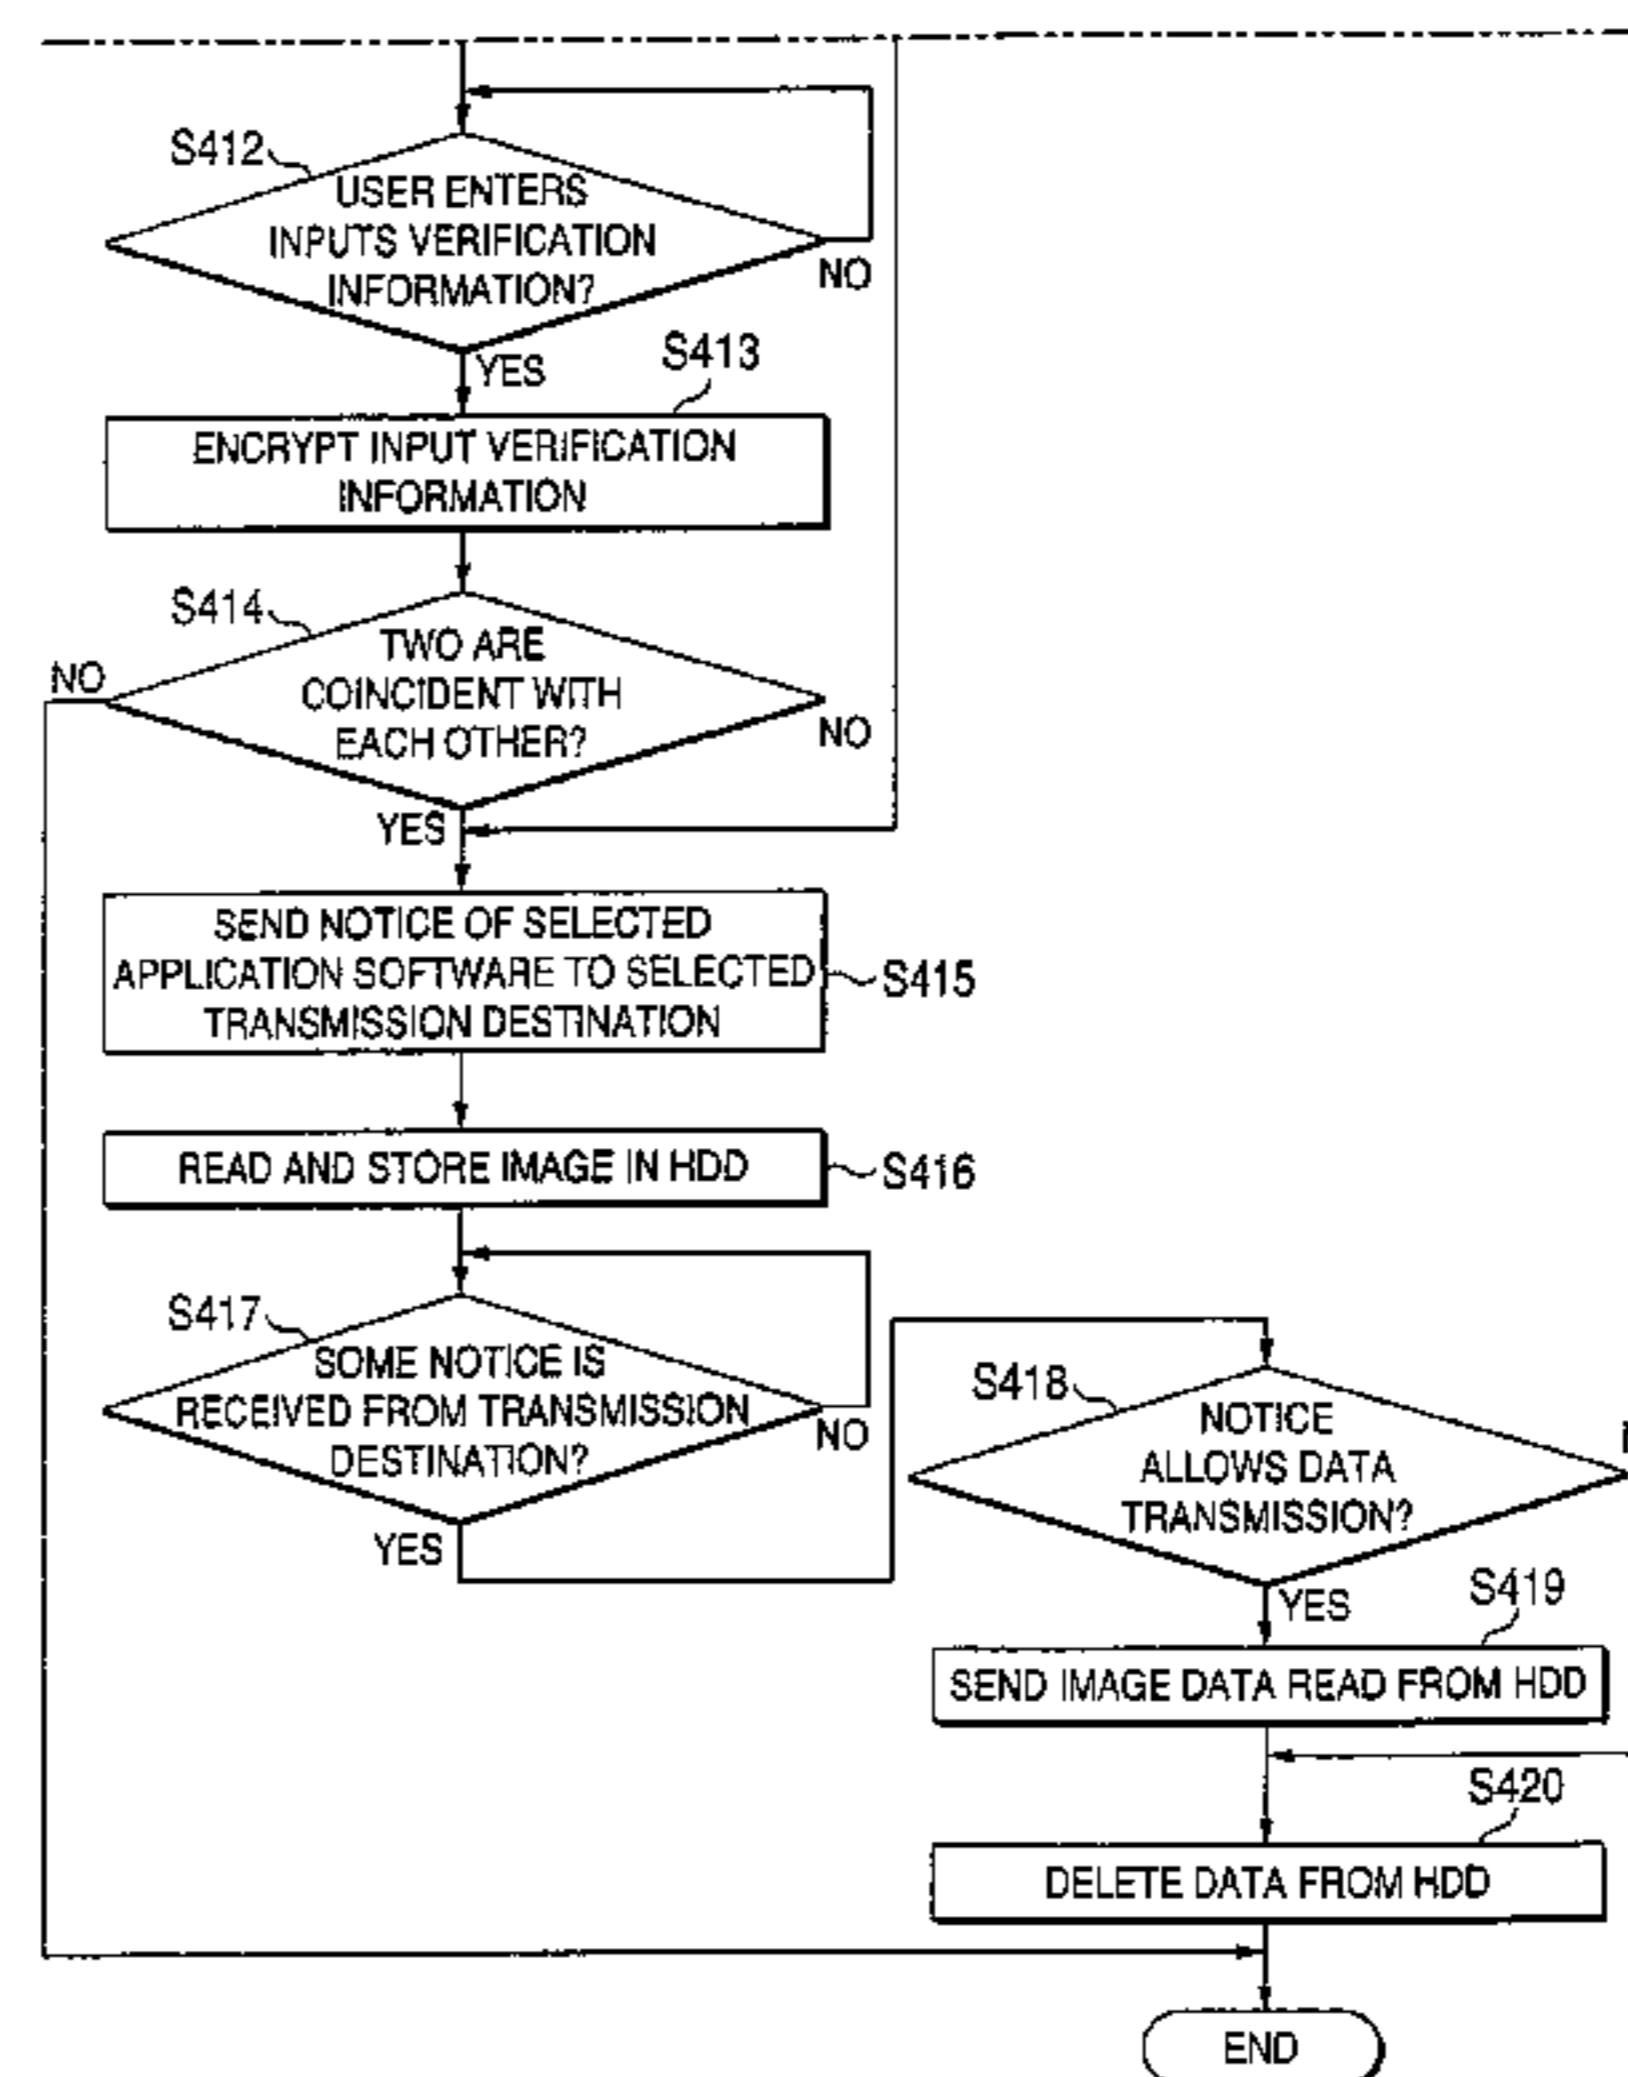 S412
USER ENTERS
INPUTS VERIFICATION
INFORMATION?
NO
YES
S413
ENCRYPT INPUT VERIFICATION
INFORMATION
S414
TWO ARE
COINCIDENT WITH
EACH OTHER?
NO
NO
YES
SEND NOTICE OF SELECTED
APPLICATION SOFTWARE TO SELECTED
TRANSMISSION DESTINATION
S415
READ AND STORE IMAGE IN HDD
S416
S417
SOME NOTICE IS
RECEIVED FROM TRANSMISSION
DESTINATION?
NO
YES
S418
NOTICE
ALLOWS DATA
TRANSMISSION?
YES
S419
SEND IMAGE DATA READ FROM HDD
S420
DELETE DATA FROM HDD
END